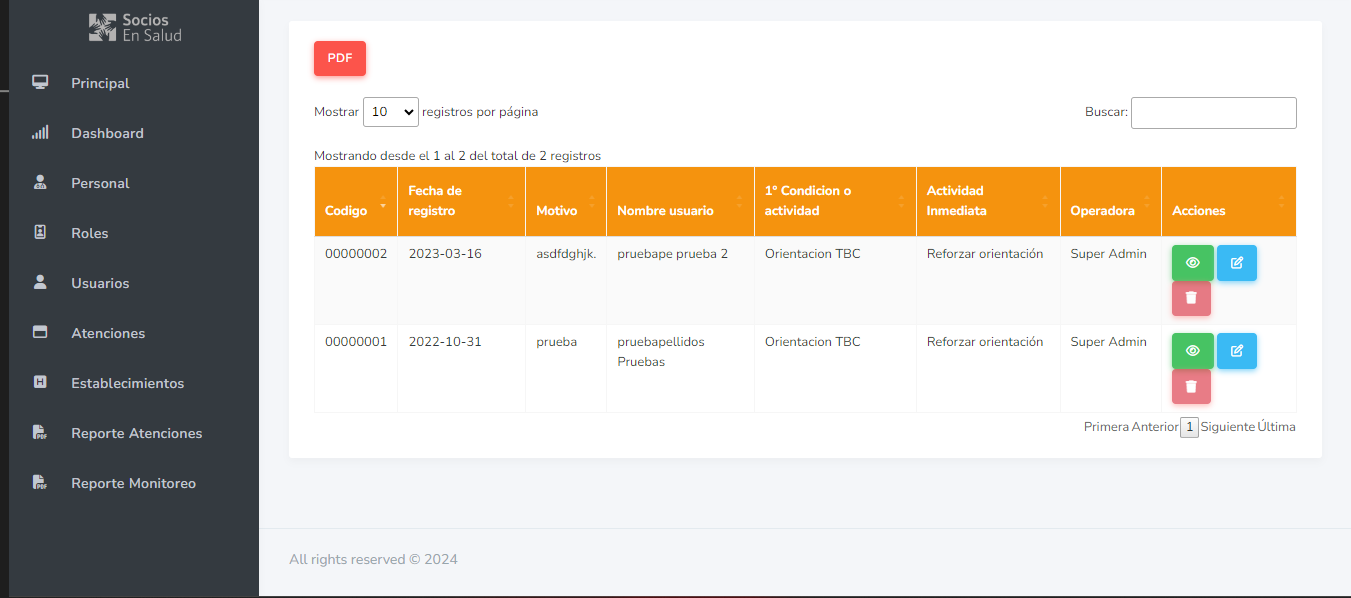 Socios
En Salud
Principal
Dashboard
Personal
Roles
Usuarios
Atenciones
Establecimientos
Reporte Atenciones
Reporte Monitoreo
PDF
Mostrar 10 registros por página
Buscar:
Mostrando desde el 1 al 2 del total de 2 registros
Codigo Fecha de registro Motivo Nombre usuario 1º Condicion o actividad Actividad Inmediata Operadora Acciones
00000002 2023-03-16 asdfdghjk. pruebape prueba 2 Orientacion TBC Reforzar orientación Super Admin
00000001 2022-10-31 prueba pruebapellidos Pruebas Orientacion TBC Reforzar orientación Super Admin
Primera Anterior 1 Siguiente Última
All rights reserved © 2024